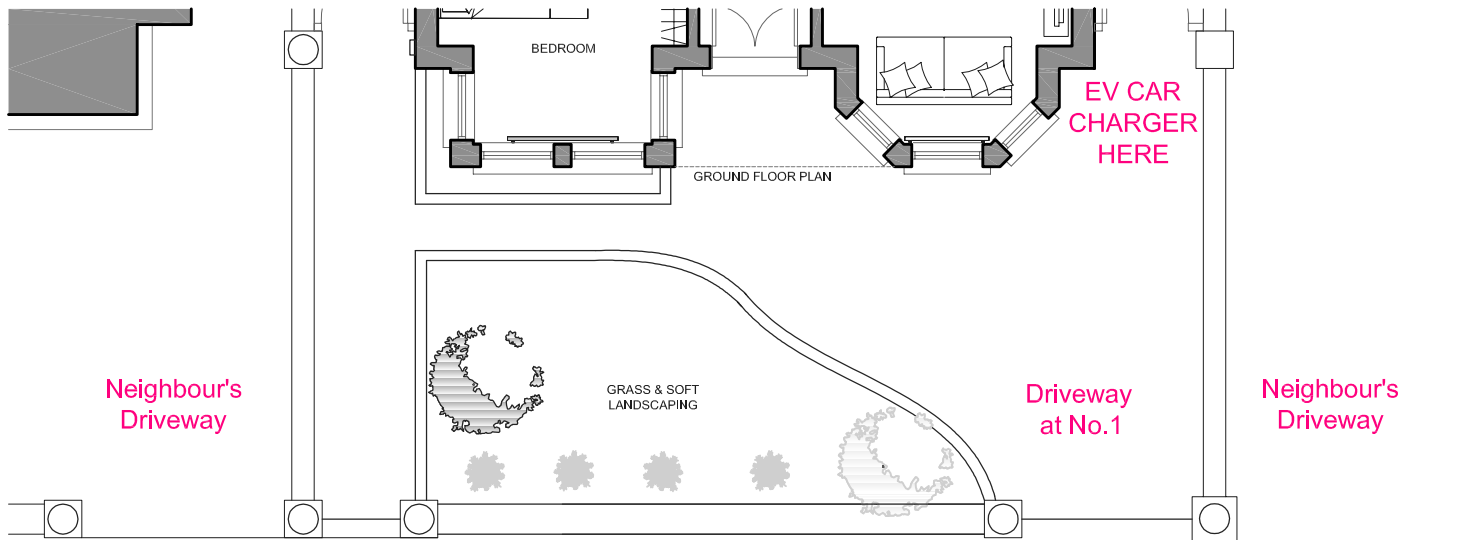 BEDROOM
EV CAR
CHARGER
HERE
GROUND FLOOR PLAN
Neighbour's
Driveway
GRASS & SOFT
LANDSCAPING
Driveway
at No.1
Neighbour's
Driveway